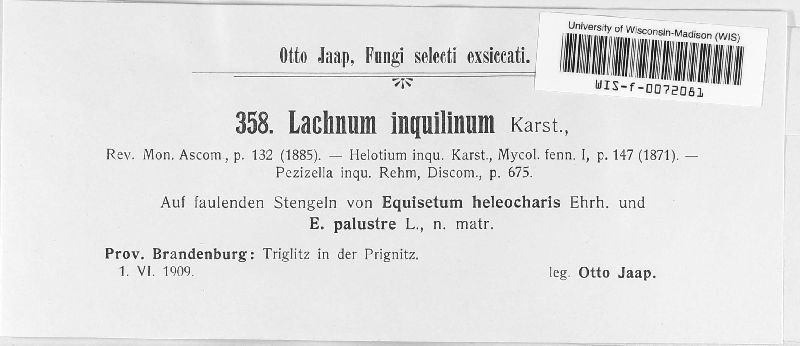 University of Wisconsin-Madison (WIS)
WIS-f-0072081
Otto Jaap, Fungi selecti exsiccati.
358. Lachnum inquilinum Karst.,
Rev. Mon. Ascom., p. 132 (1885). — Helotium inqu. Karst., Mycol. fenn. I, p. 147 (1871). —
Pezizella inqu. Rehm, Discom., p. 675.
Auf faulenden Stengeln von Equisetum heleocharis Ehrh. und
E. palustre L., n. matr.
Prov. Brandenburg: Triglitz in der Prignitz.
1. VI. 1909. leg. Otto Jaap.